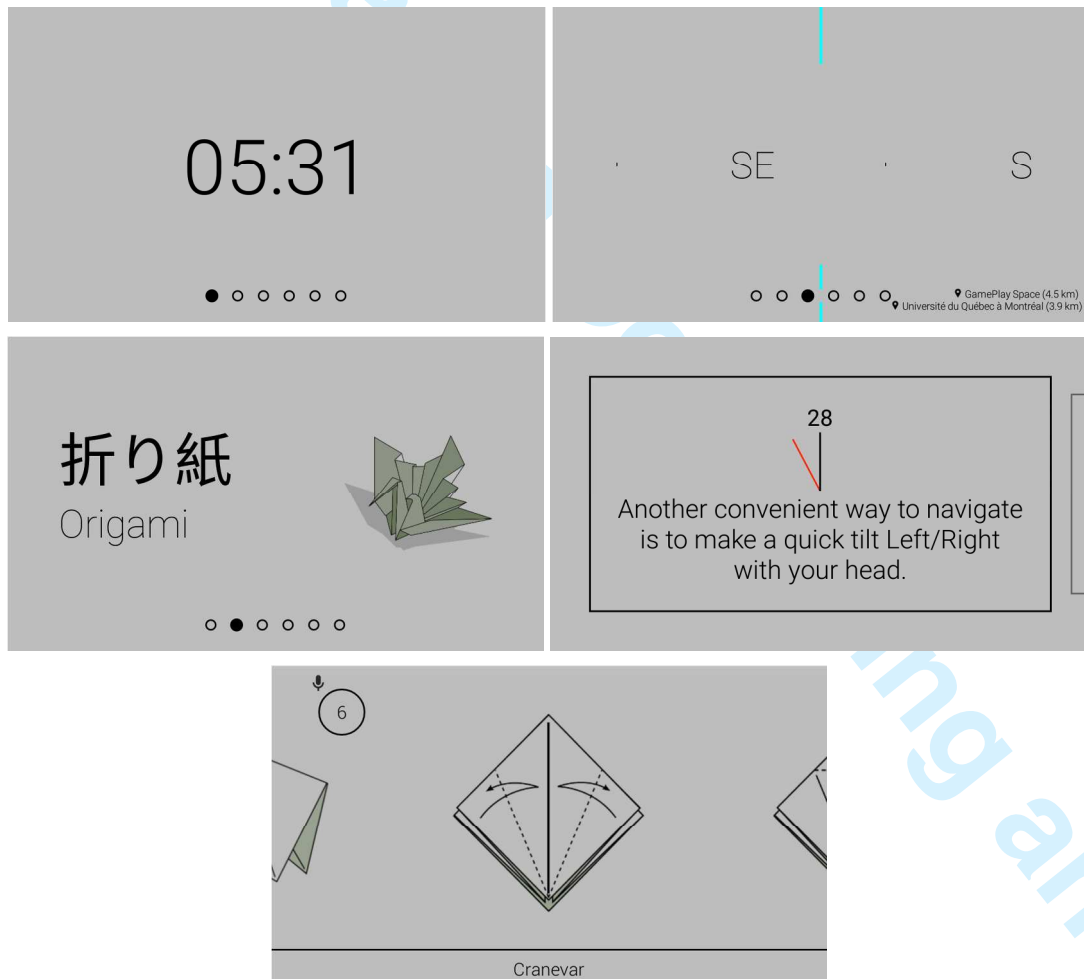 05:31
SE
S
GamePlay Space (4.5 km)
Université du Québec à Montréal (3.9 km)
折り紙
Origami
28
Another convenient way to navigate
is to make a quick tilt Left/Right
with your head.
6
Cranevar